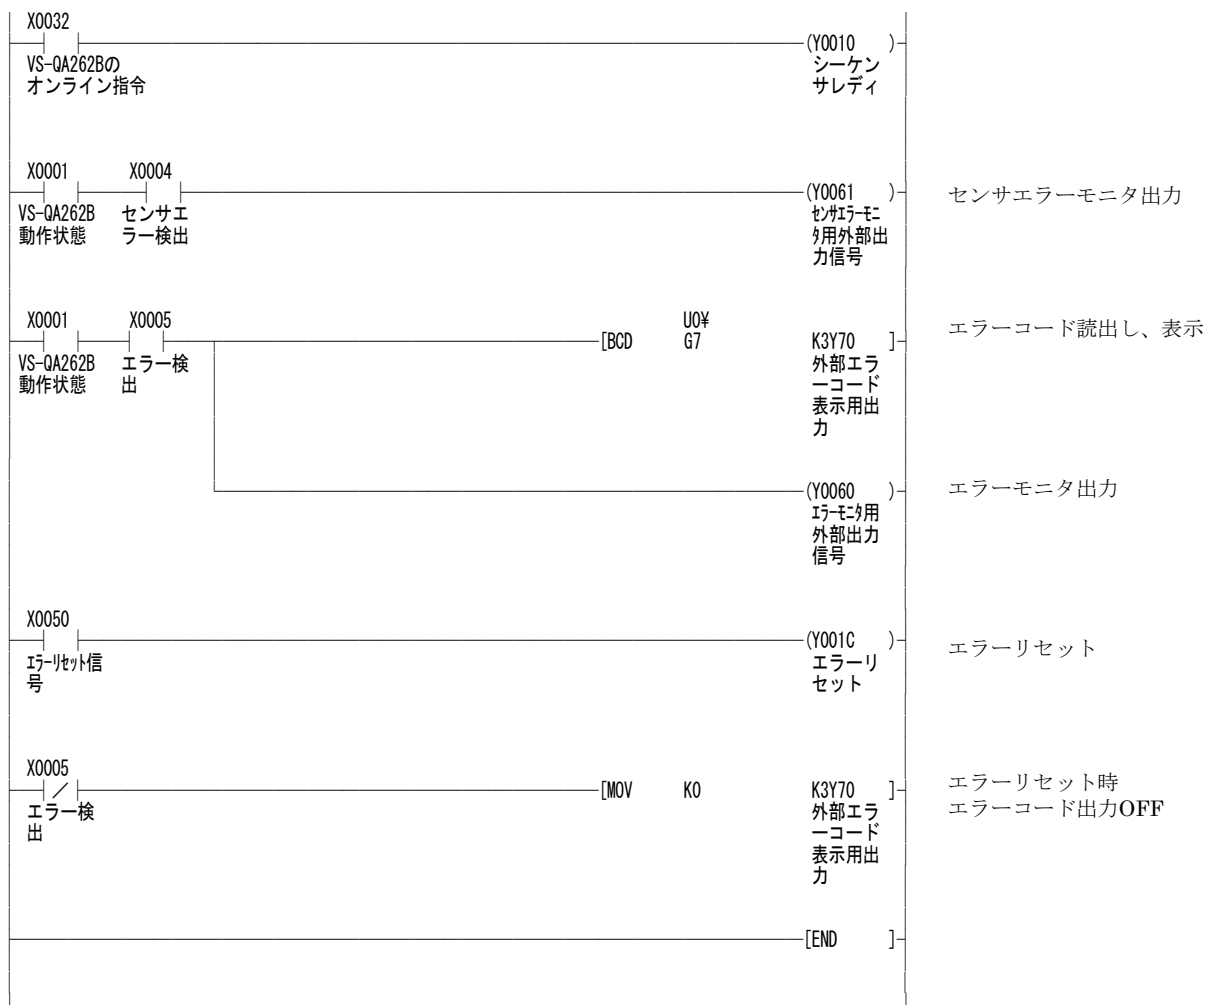 X0032
(Y0010 )
VS-QA262Bの
オンライン指令
シーケン
サレディ
X0001 X0004
(Y0061 )
センサエラーモニタ出力
VS-QA262B
動作状態
センサエ
ラー検出
ｾﾝｻｴﾗｰﾓﾆ
ﾀ用外部出
力信号
X0001 X0005
[BCD U0¥
G7 K3Y70 ]
エラーコード読出し、表示
VS-QA262B
動作状態
エラー検
出
外部エラ
ーコード
表示用出
力
(Y0060 )
エラーモニタ出力
ｴﾗｰﾓﾆﾀ用
外部出力
信号
X0050
(Y001C )
エラーリセット
ｴﾗｰﾘｾｯﾄ信
号
エラーリ
セット
X0005
[MOV K0 K3Y70 ]
エラーリセット時
エラーコード出力OFF
エラー検
出
外部エラ
ーコード
表示用出
力
[END ]